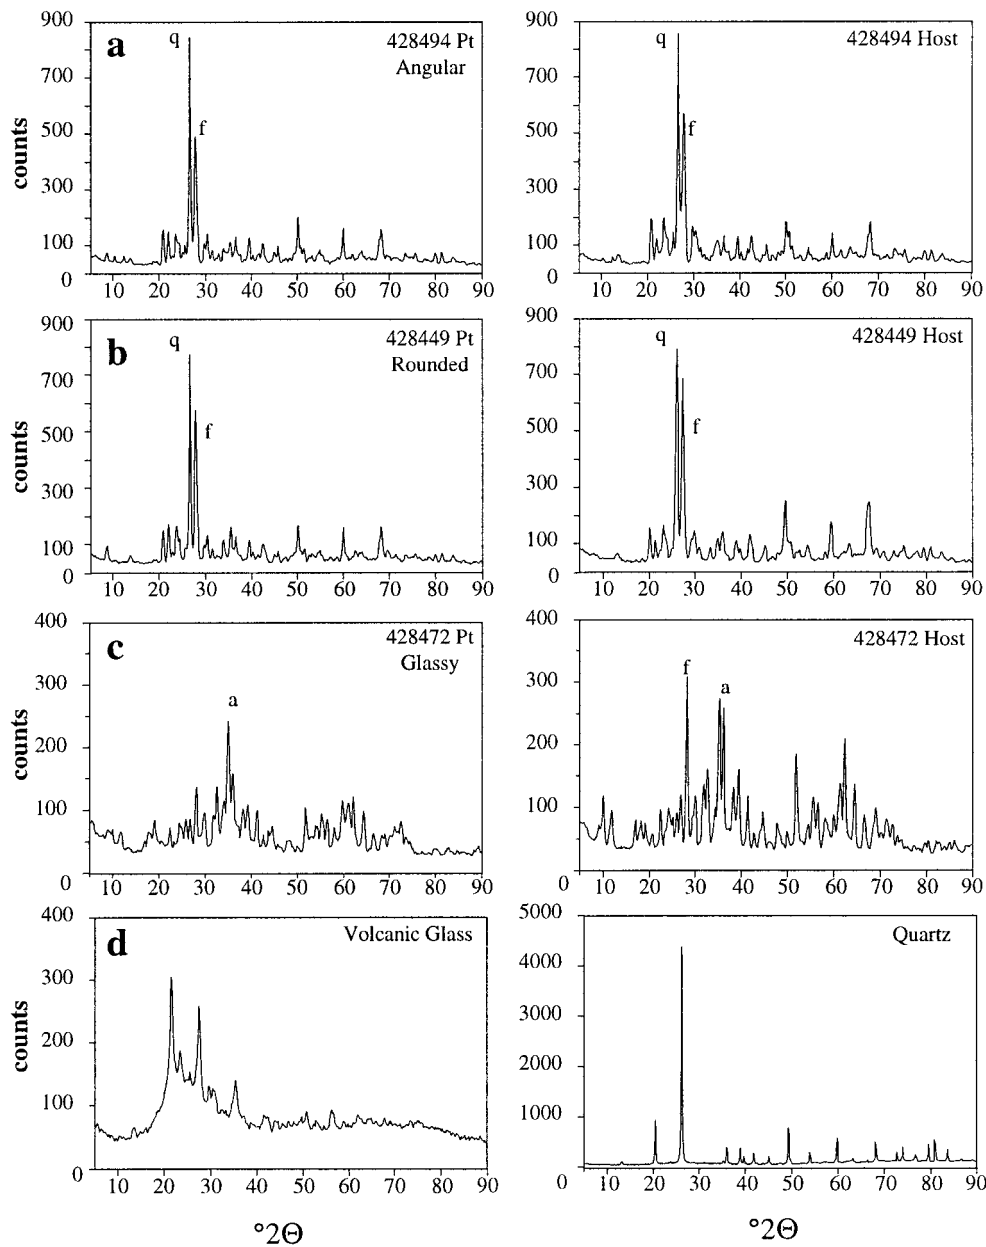 900
700
500
300
100
0
counts
a
q
f
428494 Pt
Angular
10 20 30 40 50 60 70 80 90
900
700
500
300
100
0
q
f
428494 Host
10 20 30 40 50 60 70 80 90
900
700
500
300
100
0
counts
b
q
f
428449 Pt
Rounded
10 20 30 40 50 60 70 80 90
900
700
500
300
100
0
q
f
428449 Host
10 20 30 40 50 60 70 80 90
400
300
200
100
0
counts
c
a
428472 Pt
Glassy
10 20 30 40 50 60 70 80 90
400
300
200
100
0
f
a
428472 Host
10 20 30 40 50 60 70 80 90
400
300
200
100
0
counts
d
Volcanic Glass
10 20 30 40 50 60 70 80 90
°2Θ
5000
4000
3000
2000
1000
0
Quartz
10 20 30 40 50 60 70 80 90
°2Θ